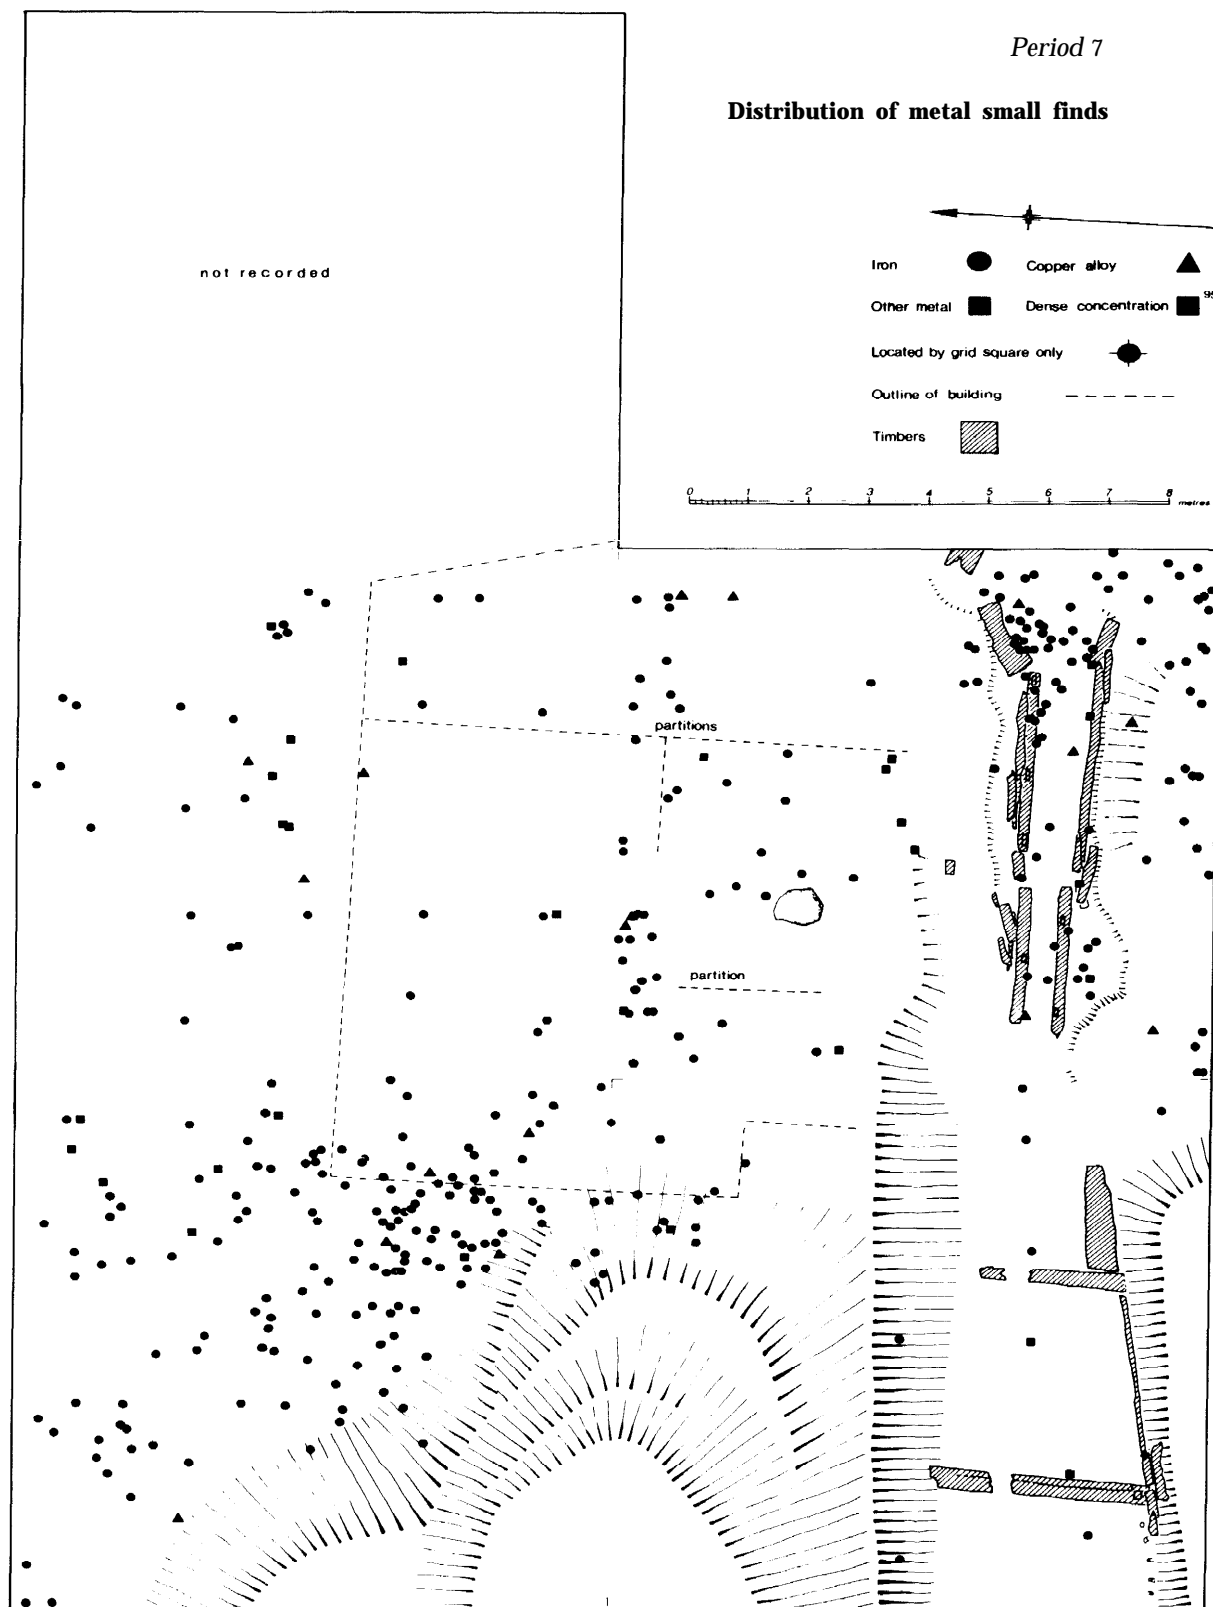 Period 7
Distribution of metal small finds
not recorded
Iron
Copper alloy
Other metal
Dense concentration
Located by grid square only
Outline of building
Timbers
0 1 2 3 4 5 6 7 8 metres
partitions
partition